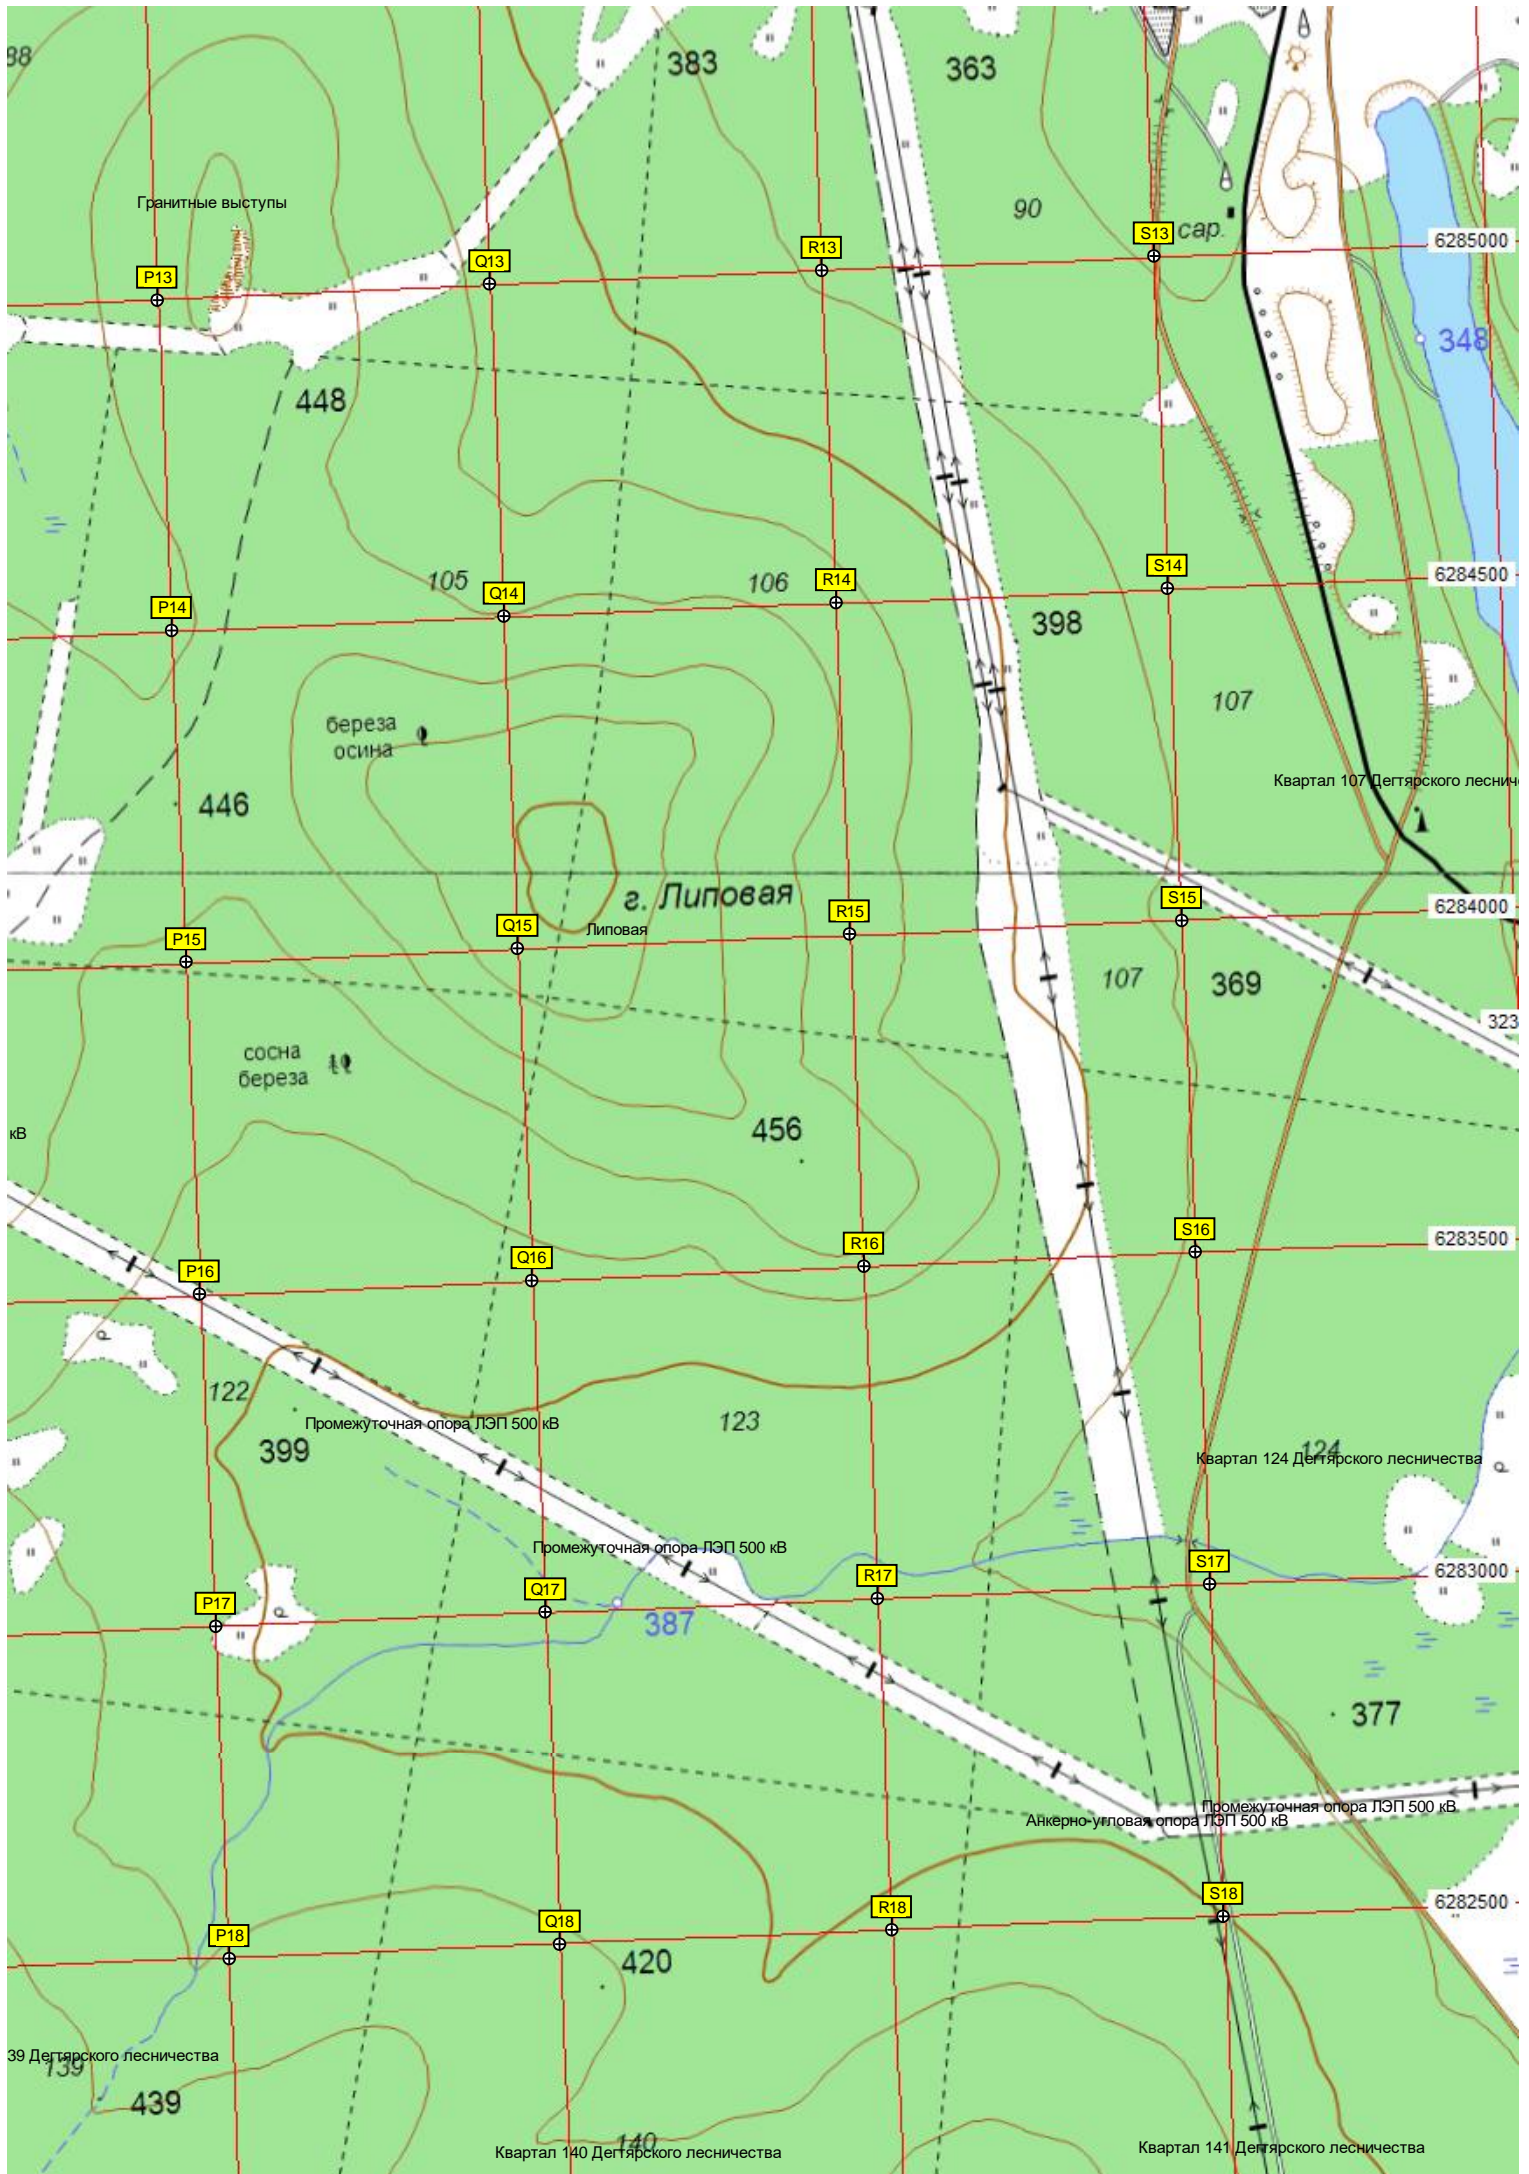 88
383
363
Гранитные выступы
90
P13
Q13
R13
S13
сар.
6285000
348
448
105
106
P14
Q14
R14
S14
6284500
398
107
береза
осина
446
г. Липовая
Липовая
Квартал 107 Дегтярского леснич
P15
Q15
R15
S15
6284000
107
369
323
сосна
береза
456
кВ
P16
Q16
R16
S16
6283500
122
123
124
399
Промежуточная опора ЛЭП 500 кВ
Квартал 124 Дегтярского лесничества
Промежуточная опора ЛЭП 500 кВ
P17
Q17
R17
S17
6283000
387
377
Промежуточная опора ЛЭП 500 кВ
Анкерно-угловая опора ЛЭП 500 кВ
P18
Q18
R18
S18
6282500
420
39 Дегтярского лесничества
139
439
140
Квартал 140 Дегтярского лесничества
Квартал 141 Дегтярского лесничества